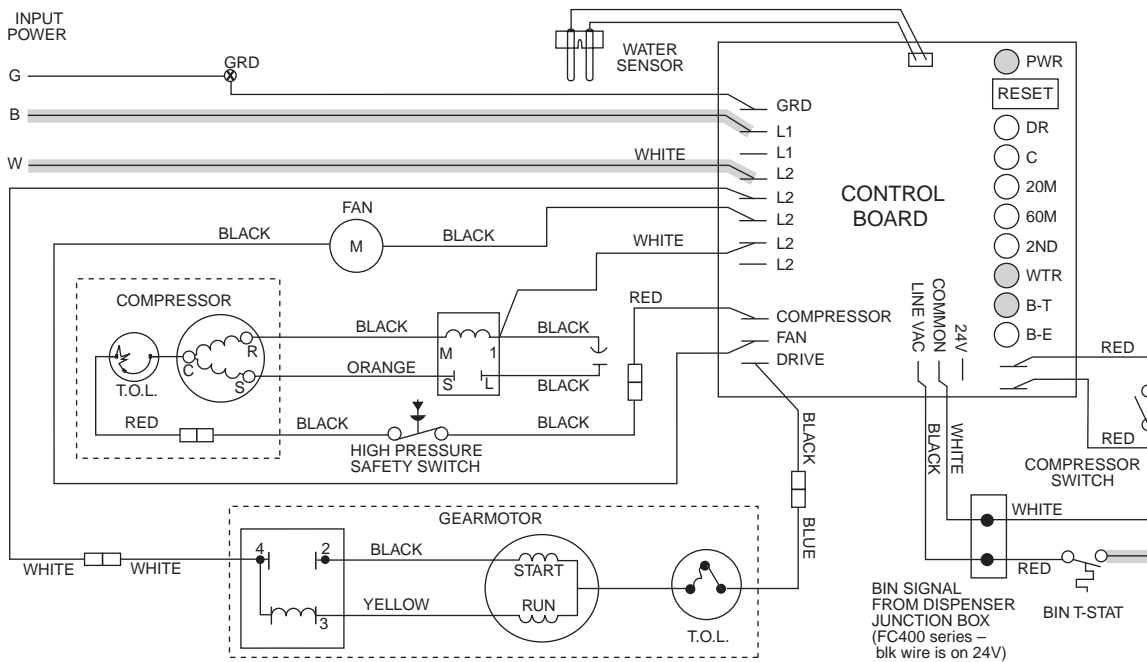 INPUT
POWER
G
GRD
B
W
WHITE
WATER
SENSOR
GRD
L1
L1
L2
L2
L2
L2
L2
CONTROL
BOARD
PWR
RESET
DR
C
20M
60M
2ND
WTR
B-T
B-E
FAN
BLACK
M
BLACK
WHITE
RED
COMPRESSOR
FAN
DRIVE
LINE VAC
COMMON
24V
RED
RED
COMPRESSOR
SWITCH
COMPRESSOR
T.O.L.
C
R
S
BLACK
ORANGE
M
1
S
L
BLACK
BLACK
RED
BLACK
BLACK
HIGH PRESSURE
SAFETY SWITCH
BLACK
BLUE
BLACK
WHITE
GEARMOTOR
4
2
3
BLACK
START
YELLOW
RUN
T.O.L.
WHITE
WHITE
WHITE
RED
BIN T-STAT
BIN SIGNAL
FROM DISPENSER
JUNCTION BOX
(FC400 series –
blk wire is on 24V)